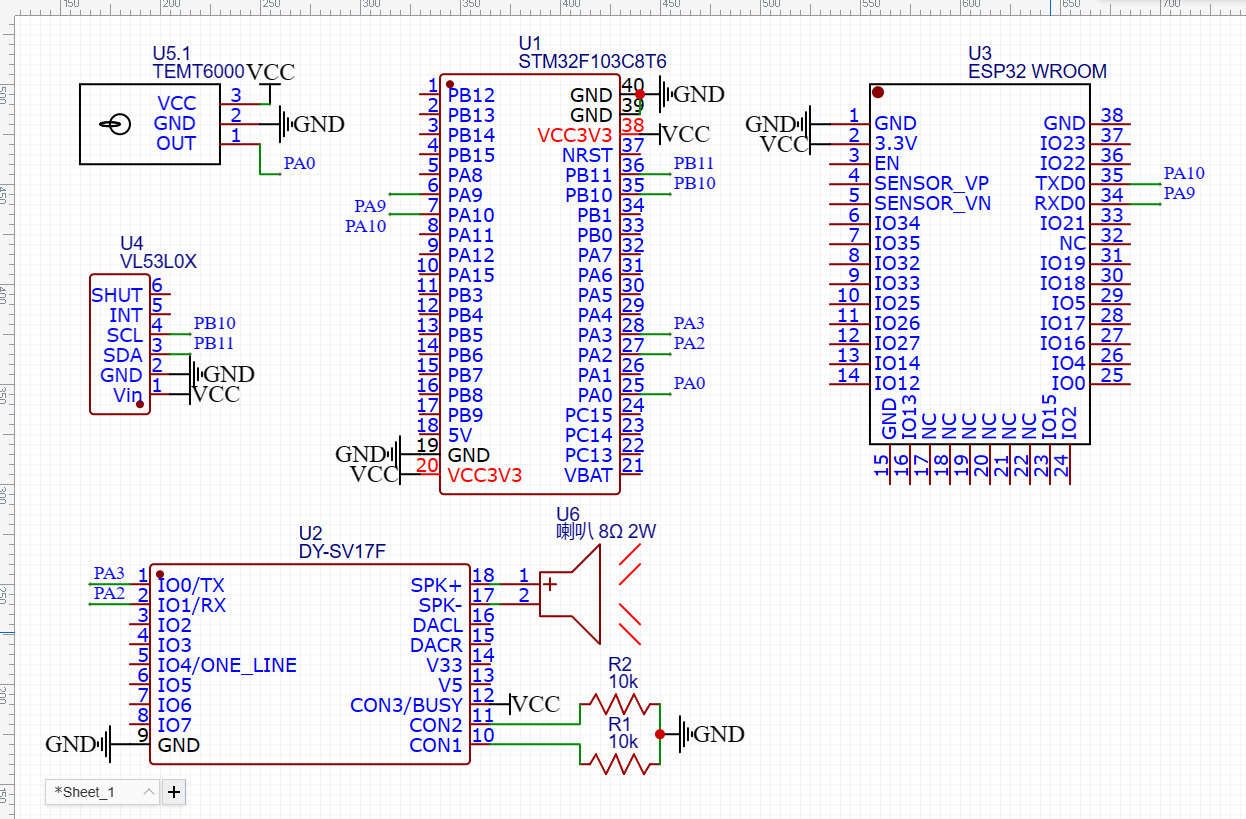 150 200 250 300 350 400 450 500 550 600 650 700
U5.1
TEMT6000
VCC
VCC 3
GND 2
OUT 1
GND
PA0
U4
VL53L0X
SHUT 6
INT 5
SCL 4 PB10
SDA 3 PB11
GND 2 GND
Vin 1 VCC
U1
STM32F103C8T6
1 PB12 GND 40 GND
2 PB13 GND 39
3 PB14 VCC3V3 38 VCC
4 PB15 NRST 37
5 PA8 PB11 36 PB11
PA9 6 PA9 PB10 35 PB10
PA10 7 PA10 PB1 34
8 PA11 PB0 33
9 PA12 PA7 32
10 PA15 PA6 31
11 PB3 PA5 30
12 PB4 PA4 29
13 PB5 PA3 28 PA3
14 PB6 PA2 27 PA2
15 PB7 PA1 26
16 PB8 PA0 25 PA0
17 PB9 PC15 24
18 5V PC14 23
GND 19 GND PC13 22
VCC 20 VCC3V3 VBAT 21
U3
ESP32 WROOM
GND 1 GND GND 38
VCC 2 3.3V IO23 37
3 EN IO22 36
4 SENSOR_VP TXD0 35 PA10
5 SENSOR_VN RXD0 34 PA9
6 IO34 IO21 33
7 IO35 NC 32
8 IO32 IO19 31
9 IO33 IO18 30
10 IO25 IO5 29
11 IO26 IO17 28
12 IO27 IO16 27
13 IO14 IO4 26
14 IO12 IO0 25
GND IO13 NC NC NC NC NC NC IO15 IO2
15 16 17 18 19 20 21 22 23 24
U2
DY-SV17F
PA3 1 IO0/TX SPK+ 18
PA2 2 IO1/RX SPK- 17
3 IO2 DACL 16
4 IO3 DACR 15
5 IO4/ONE_LINE V33 14
6 IO5 V5 13
7 IO6 CON3/BUSY 12 VCC
8 IO7 CON2 11
GND 9 GND CON1 10
U6
喇叭 8Ω 2W
1 +
2
R2
10k
R1
10k
GND
*Sheet_1 +
500
450
400
350
300
250
200
150